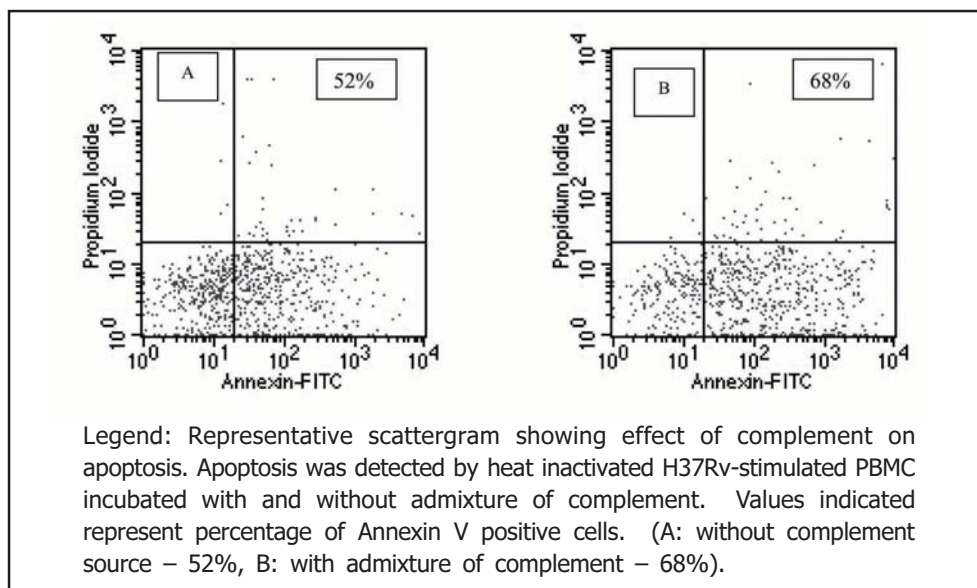 A
52%
10^4
10^3
10^2
10^1
10^0
Propidium Iodide
10^0 10^1 10^2 10^3 10^4
Annexin-FITC
B
68%
10^4
10^3
10^2
10^1
10^0
Propidium Iodide
10^0 10^1 10^2 10^3 10^4
Annexin-FITC
Legend: Representative scattergram showing effect of complement on
apoptosis. Apoptosis was detected by heat inactivated H37Rv-stimulated PBMC
incubated with and without admixture of complement. Values indicated
represent percentage of Annexin V positive cells. (A: without complement
source – 52%, B: with admixture of complement – 68%).